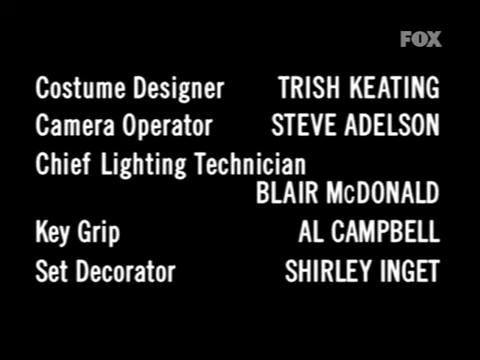 FOX
Costume Designer TRISH KEATING
Camera Operator STEVE ADELSON
Chief Lighting Technician
BLAIR McDONALD
Key Grip AL CAMPBELL
Set Decorator SHIRLEY INGET